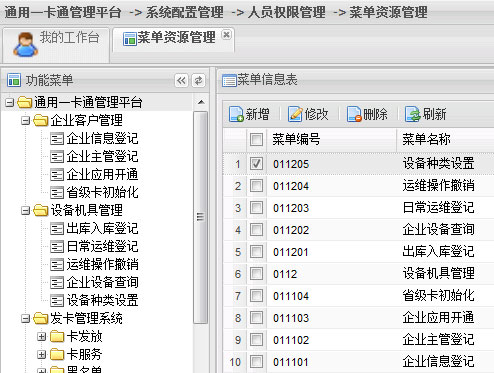 通用一卡通管理平台 -> 系统配置管理 -> 人员权限管理 -> 菜单资源管理
我的工作台 菜单资源管理
功能菜单
通用一卡通管理平台
企业客户管理
企业信息登记
企业主管登记
企业应用开通
省级卡初始化
设备机具管理
出库入库登记
日常运维登记
运维操作撤销
企业设备查询
设备种类设置
发卡管理系统
卡发放
卡服务
黑名单
菜单信息表
新增 修改 删除 刷新
菜单编号 菜单名称
1 011205 设备种类设置
2 011204 运维操作撤销
3 011203 日常运维登记
4 011202 企业设备查询
5 011201 出库入库登记
6 0112 设备机具管理
7 011104 省级卡初始化
8 011103 企业应用开通
9 011102 企业主管登记
10 011101 企业信息登记